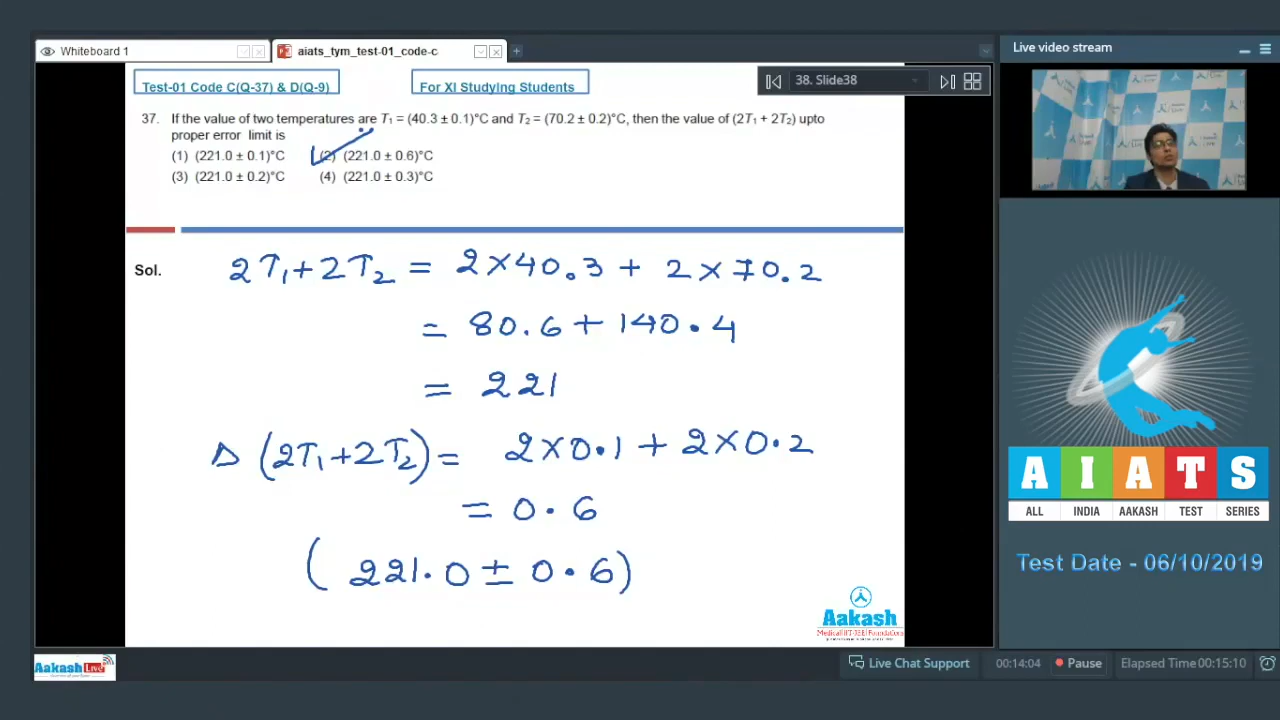 Whiteboard 1
aiats_tym_test-01_code-c
Live video stream
Test-01 Code C(Q-37) & D(Q-9)
For XI Studying Students
38. Slide38
37. If the value of two temperatures are T₁ = (40.3 ± 0.1)°C and T₂ = (70.2 ± 0.2)°C, then the value of (2T₁ + 2T₂) upto
proper error limit is
(1) (221.0 ± 0.1)°C (2) (221.0 ± 0.6)°C
(3) (221.0 ± 0.2)°C (4) (221.0 ± 0.3)°C
Sol. 2T₁+2T₂ = 2×40.3 + 2×70.2
= 80.6 + 140.4
= 221
Δ (2T₁+2T₂) = 2×0.1 + 2×0.2
= 0.6
(221.0 ± 0.6)
A I A T S
ALL INDIA AAKASH TEST SERIES
Test Date - 06/10/2019
Aakash
Medical|IIT-JEE|Foundations
Aakash Live
Live Chat Support
00:14:04
Pause
Elapsed Time 00:15:10